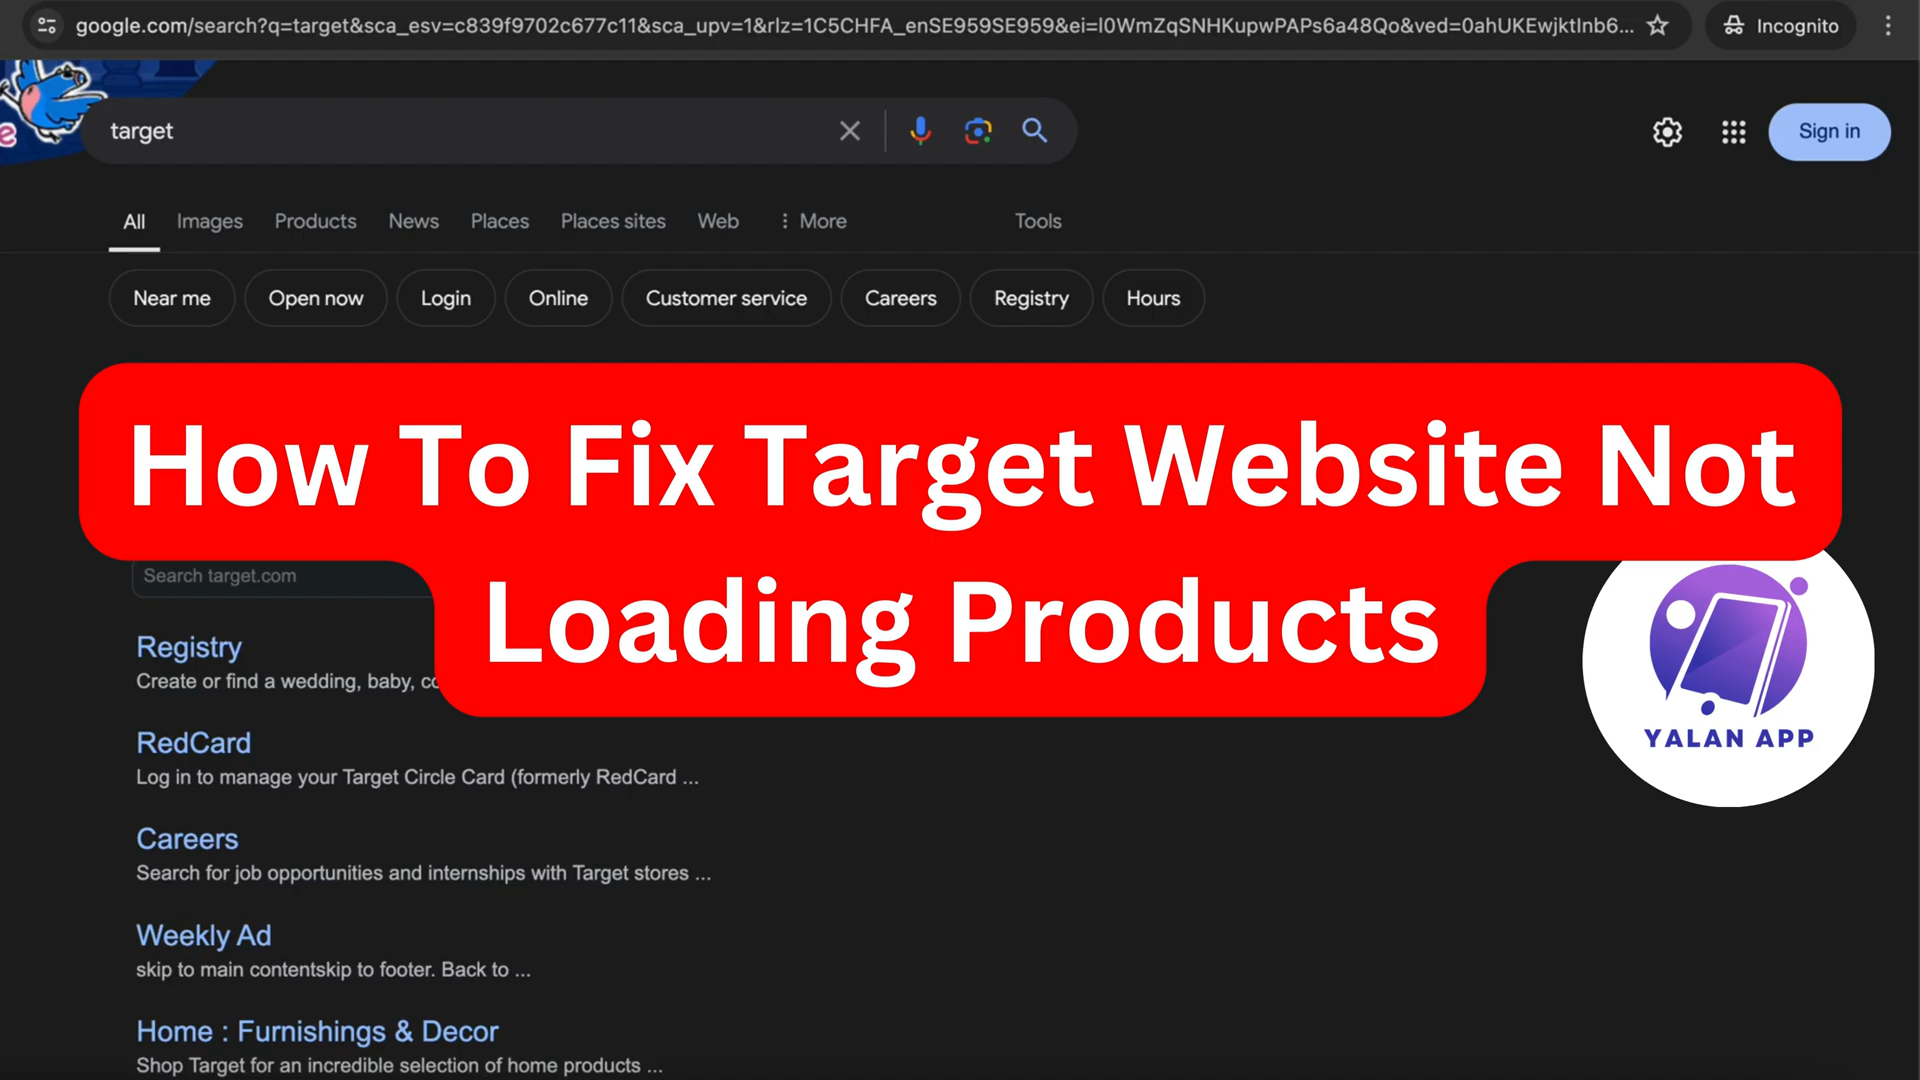 google.com/search?q=target&sca_esv=c839f9702c677c11&sca_upv=1&rlz=1C5CHFA_enSE959SE959&ei=l0WmZqSNHKupwPAPs6a48Qo&ved=0ahUKEwjktInb6...
Incognito
e
target
Sign in
All Images Products News Places Places sites Web More Tools
Near me Open now Login Online Customer service Careers Registry Hours
How To Fix Target Website Not
Loading Products
Search target.com
Registry
Create or find a wedding, baby, co
RedCard
Log in to manage your Target Circle Card (formerly RedCard ...
YALAN APP
Careers
Search for job opportunities and internships with Target stores ...
Weekly Ad
skip to main contentskip to footer. Back to ...
Home : Furnishings & Decor
Shop Target for an incredible selection of home products ...